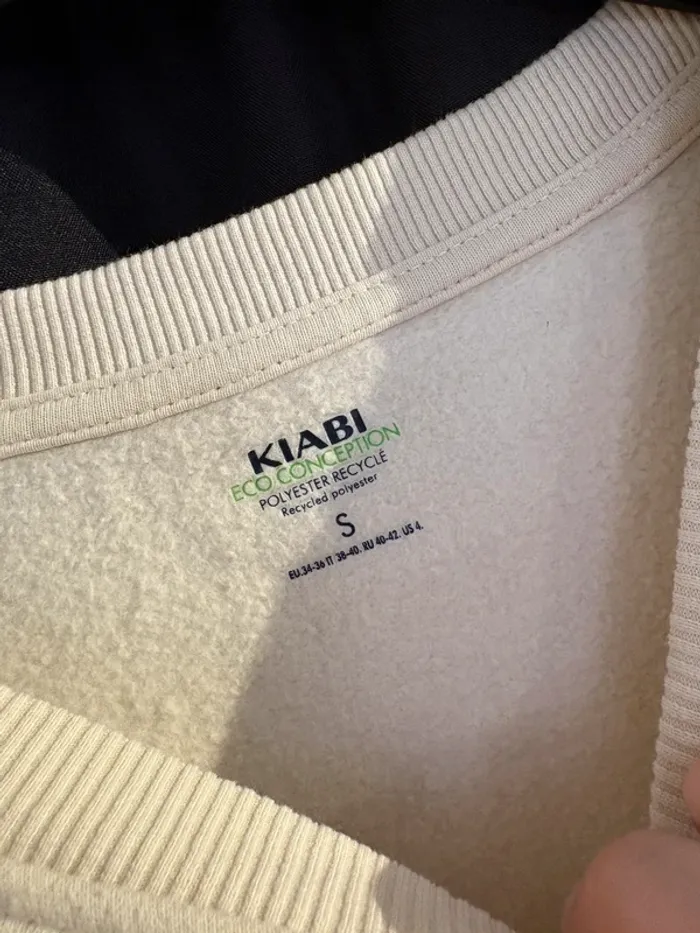 KIABI
ECO CONCEPTION
POLYESTER RECYCLÉ
Recycled polyester
S
EU.34-36 IT 38-40. RU 40-42. US 4.